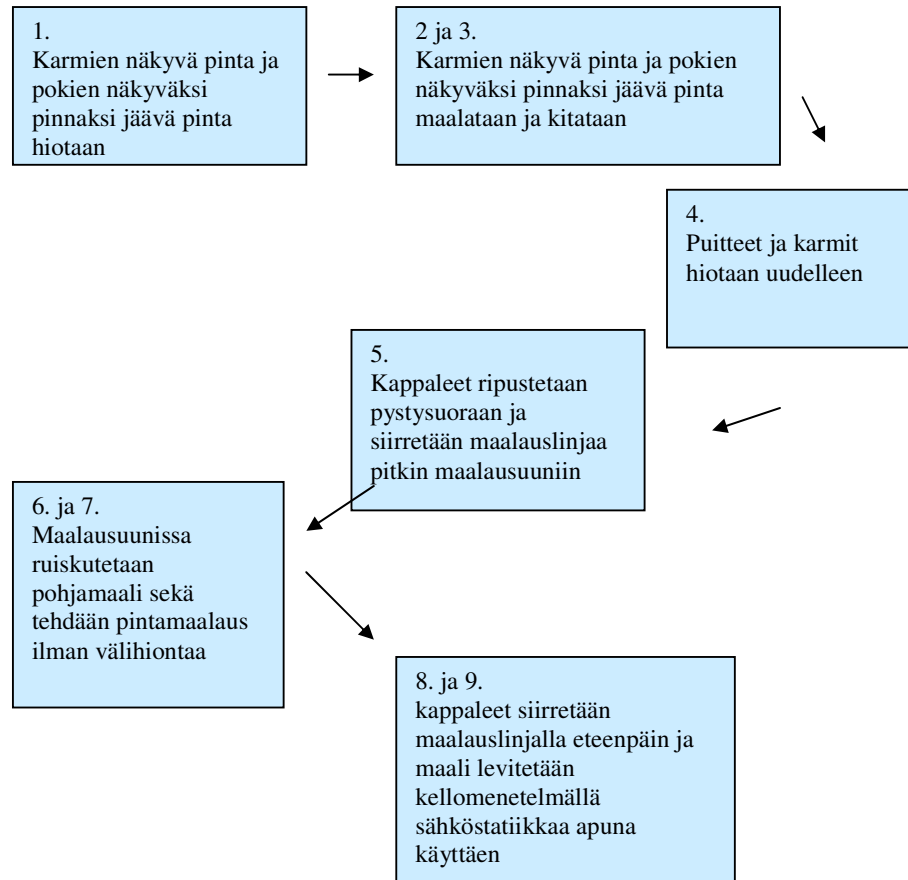 1.
Karmien näkyvä pinta ja
pokien näkyväksi
pinnaksi jäävä pinta
hiotaan
2 ja 3.
Karmien näkyvä pinta ja pokien
näkyväksi pinnaksi jäävä pinta
maalataan ja kitataan
4.
Puitteet ja karmit
hiotaan uudelleen
5.
Kappaleet ripustetaan
pystysuoraan ja
siirretään maalauslinjaa
pitkin maalausuuniin
6. ja 7.
Maalausuunissa
ruiskutetaan
pohjamaali sekä
tehdään pintamaalaus
ilman välihiontaa
8. ja 9.
kappaleet siirretään
maalauslinjalla eteenpäin ja
maali levitetään
kellomenetelmällä
sähköstatiikkaa apuna
käyttäen